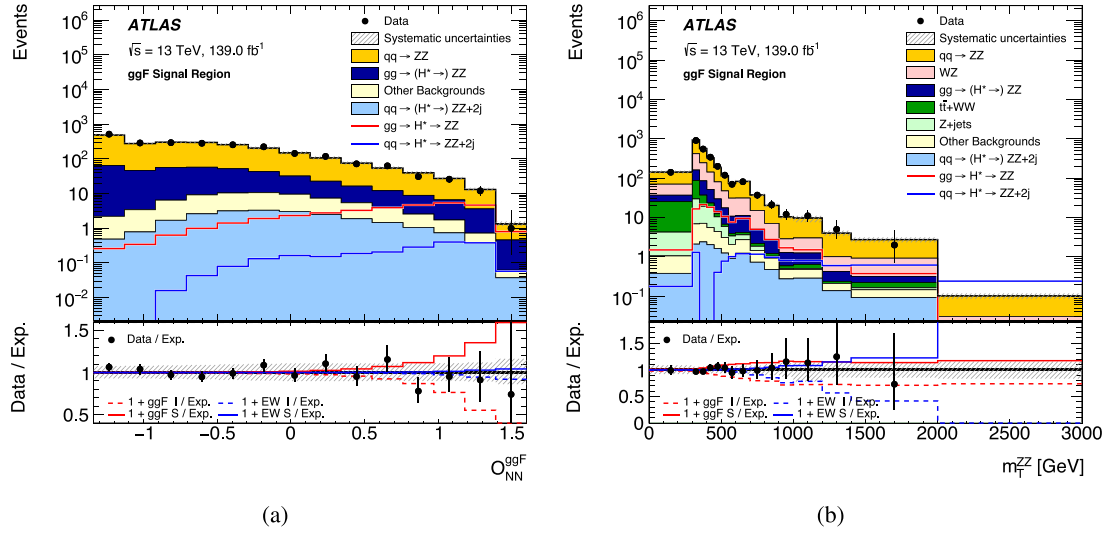 Events
10⁶
10⁵
10⁴
10³
10²
10
1
10⁻¹
10⁻²
ATLAS
√s = 13 TeV, 139.0 fb⁻¹
ggF Signal Region
Data
Systematic uncertainties
qq → ZZ
gg → (H* →) ZZ
Other Backgrounds
qq → (H* →) ZZ+2j
gg → H* → ZZ
qq → H* → ZZ+2j
Data / Exp.
1.5
1
0.5
Data / Exp.
1 + ggF I / Exp.
1 + EW I / Exp.
1 + ggF S / Exp.
1 + EW S / Exp.
−1
−0.5
0
0.5
1
1.5
O_NN^ggF
(a)
Events
10⁶
10⁵
10⁴
10³
10²
10
1
10⁻¹
ATLAS
√s = 13 TeV, 139.0 fb⁻¹
ggF Signal Region
Data
Systematic uncertainties
qq → ZZ
WZ
gg → (H* →) ZZ
tt̄+WW
Z+jets
Other Backgrounds
qq → (H* →) ZZ+2j
gg → H* → ZZ
qq → H* → ZZ+2j
Data / Exp.
1.5
1
0.5
0
Data / Exp.
1 + ggF I / Exp.
1 + EW I / Exp.
1 + ggF S / Exp.
1 + EW S / Exp.
0
500
1000
1500
2000
2500
3000
m_T^ZZ [GeV]
(b)